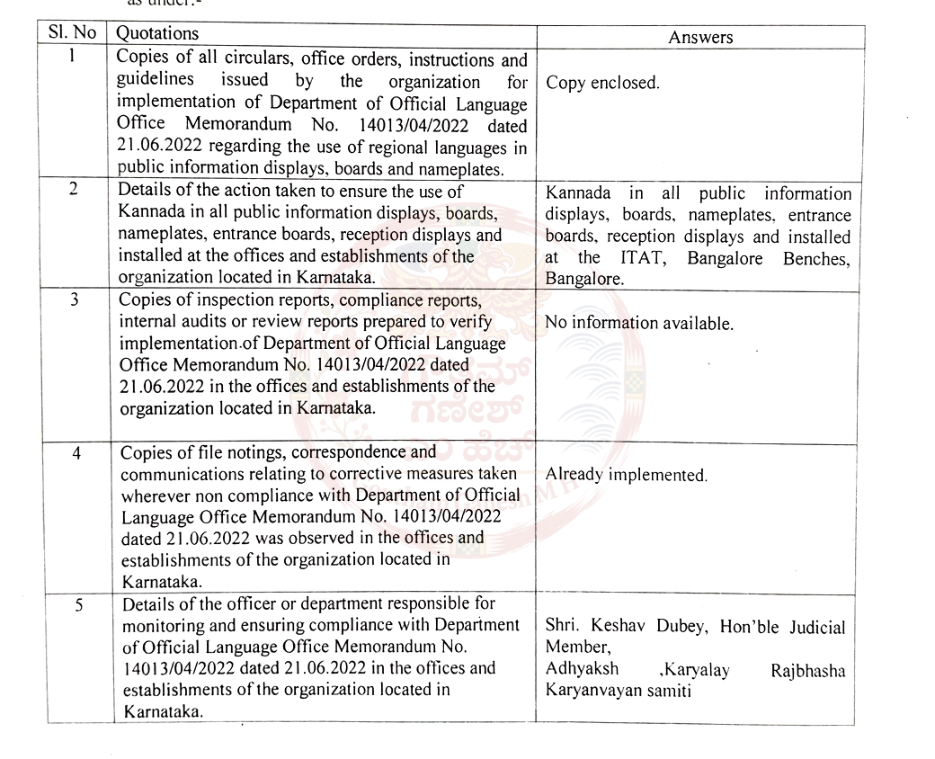 as under:-
Sl. No Quotations Answers
1 Copies of all circulars, office orders, instructions and
guidelines issued by the organization for
implementation of Department of Official Language
Office Memorandum No. 14013/04/2022 dated
21.06.2022 regarding the use of regional languages in
public information displays, boards and nameplates.
Copy enclosed.
2 Details of the action taken to ensure the use of
Kannada in all public information displays, boards,
nameplates, entrance boards, reception displays and
installed at the offices and establishments of the
organization located in Karnataka.
Kannada in all public information
displays, boards, nameplates, entrance
boards, reception displays and installed
at the ITAT, Bangalore Benches,
Bangalore.
3 Copies of inspection reports, compliance reports,
internal audits or review reports prepared to verify
implementation of Department of Official Language
Office Memorandum No. 14013/04/2022 dated
21.06.2022 in the offices and establishments of the
organization located in Karnataka.
No information available.
4 Copies of file notings, correspondence and
communications relating to corrective measures taken
wherever non compliance with Department of Official
Language Office Memorandum No. 14013/04/2022
dated 21.06.2022 was observed in the offices and
establishments of the organization located in
Karnataka.
Already implemented.
5 Details of the officer or department responsible for
monitoring and ensuring compliance with Department
of Official Language Office Memorandum No.
14013/04/2022 dated 21.06.2022 in the offices and
establishments of the organization located in
Karnataka.
Shri. Keshav Dubey, Hon'ble Judicial
Member,
Adhyaksh ,Karyalay Rajbhasha
Karyanvayan samiti
ಗೌತಮ್
ಗಣೇಶ್
ಎಂ ಹೆಚ್